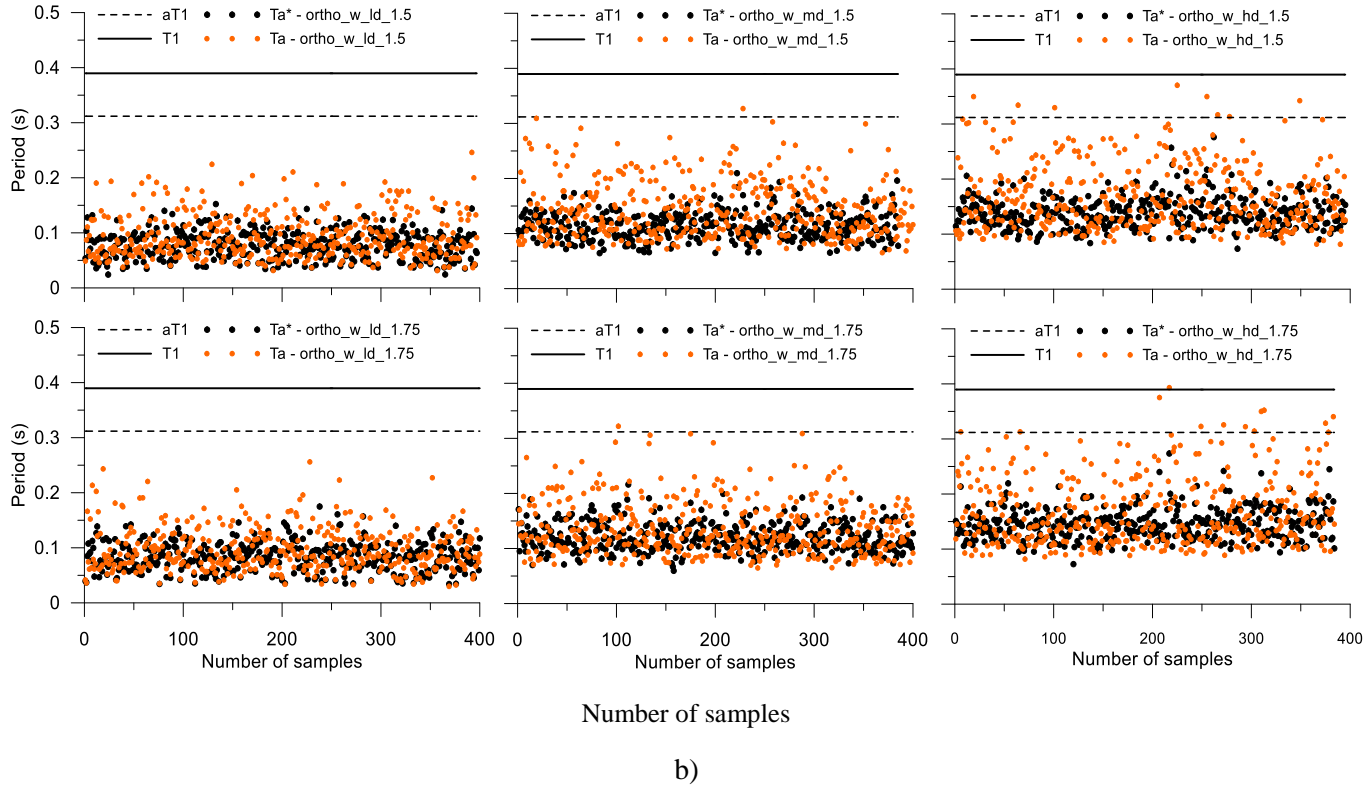 0.5 aT1 Ta* - ortho_w_ld_1.5 aT1 Ta* - ortho_w_md_1.5 aT1 Ta* - ortho_w_hd_1.5
T1 Ta - ortho_w_ld_1.5 T1 Ta - ortho_w_md_1.5 T1 Ta - ortho_w_hd_1.5
0.4
0.3
Period (s)
0.2
0.1
0
0.5 aT1 Ta* - ortho_w_ld_1.75 aT1 Ta* - ortho_w_md_1.75 aT1 Ta* - ortho_w_hd_1.75
T1 Ta - ortho_w_ld_1.75 T1 Ta - ortho_w_md_1.75 T1 Ta - ortho_w_hd_1.75
0.4
0.3
Period (s)
0.2
0.1
0
0 100 200 300 400 0 100 200 300 400 0 100 200 300 400
Number of samples Number of samples Number of samples
Number of samples
b)